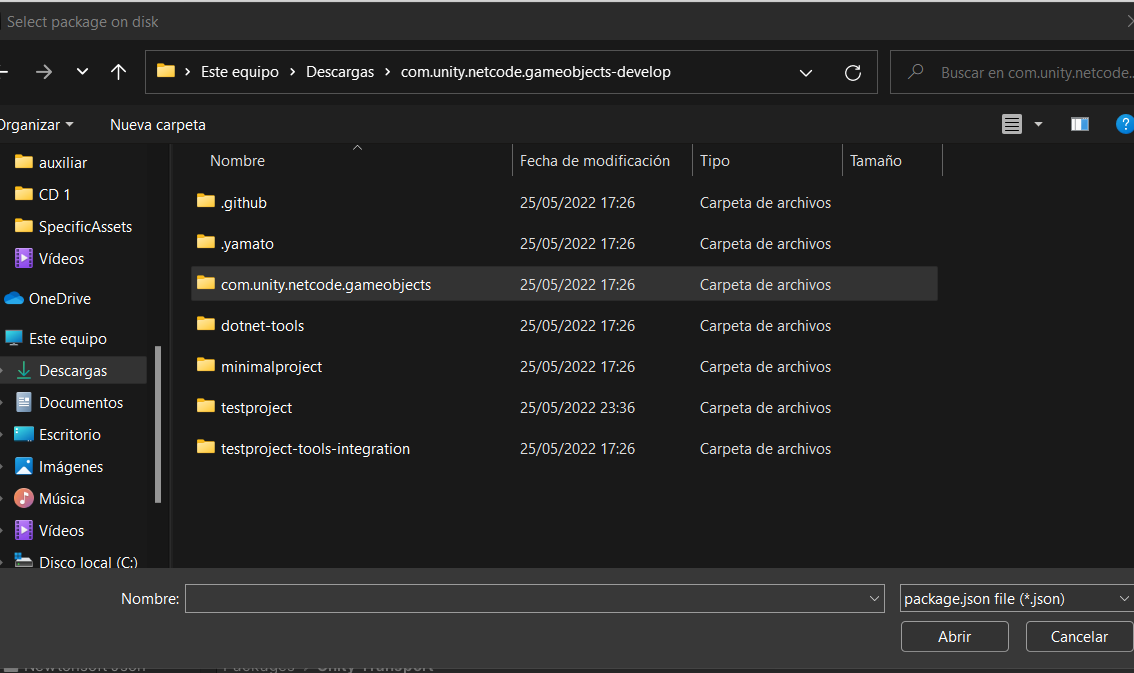 Select package on disk
Este equipo > Descargas > com.unity.netcode.gameobjects-develop
Buscar en com.unity.netcode...
Organizar
Nueva carpeta
Nombre Fecha de modificación Tipo Tamaño
auxiliar
CD 1
SpecificAssets
Vídeos
OneDrive
Este equipo
Descargas
Documentos
Escritorio
Imágenes
Música
Vídeos
Disco local (C:)
.github 25/05/2022 17:26 Carpeta de archivos
.yamato 25/05/2022 17:26 Carpeta de archivos
com.unity.netcode.gameobjects 25/05/2022 17:26 Carpeta de archivos
dotnet-tools 25/05/2022 17:26 Carpeta de archivos
minimalproject 25/05/2022 17:26 Carpeta de archivos
testproject 25/05/2022 23:36 Carpeta de archivos
testproject-tools-integration 25/05/2022 17:26 Carpeta de archivos
Nombre:
package.json file (*.json)
Abrir
Cancelar
Newtonsoft Json
Packages > Unity Transport